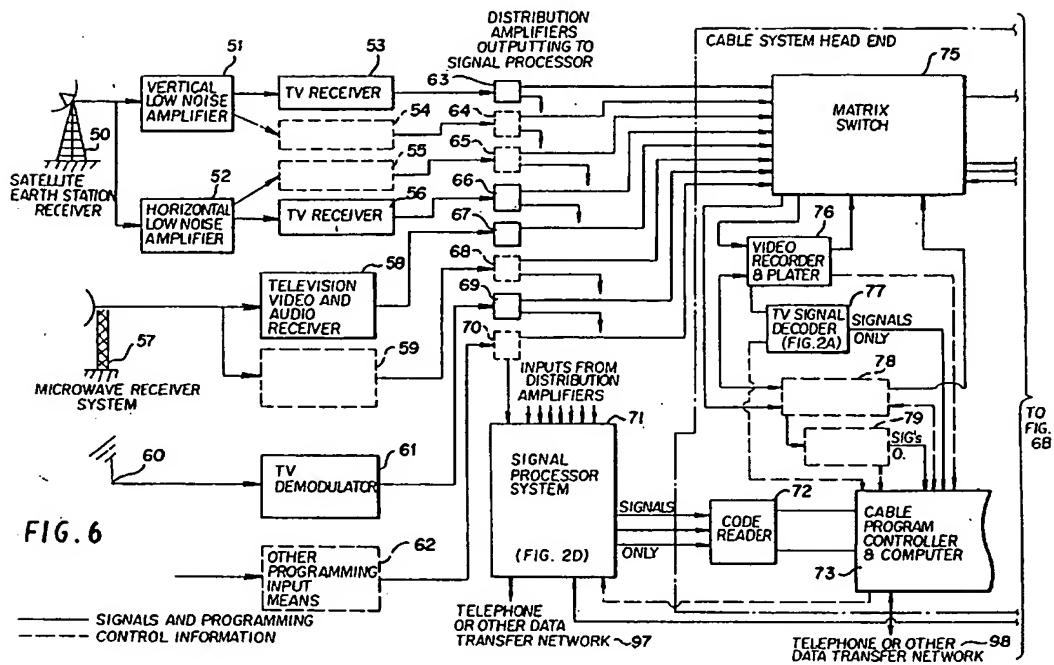 DISTRIBUTION
AMPLIFIERS
OUTPUTTING TO
SIGNAL PROCESSOR
CABLE SYSTEM HEAD END
51
VERTICAL
LOW NOISE
AMPLIFIER
53
TV RECEIVER
63
75
MATRIX
SWITCH
54
64
50
SATELLITE
EARTH STATION
RECEIVER
55
65
52
HORIZONTAL
LOW NOISE
AMPLIFIER
56
TV RECEIVER
66
67
58
TELEVISION
VIDEO AND
AUDIO
RECEIVER
68
76
VIDEO
RECORDER
& PLATER
69
77
TV SIGNAL
DECODER
(FIG.2A)
SIGNALS
ONLY
57
MICROWAVE RECEIVER
SYSTEM
59
70
INPUTS FROM
DISTRIBUTION
AMPLIFIERS
78
79
SIG's
O.
TO
FIG.
6B
60
61
TV
DEMODULATOR
71
SIGNAL
PROCESSOR
SYSTEM
(FIG. 2D)
SIGNALS
ONLY
72
CODE
READER
CABLE
PROGRAM
CONTROLLER
& COMPUTER
73
FIG. 6
62
OTHER
PROGRAMMING
INPUT
MEANS
SIGNALS AND PROGRAMMING
CONTROL INFORMATION
TELEPHONE
OR OTHER DATA
TRANSFER NETWORK 97
TELEPHONE OR OTHER 98
DATA TRANSFER NETWORK